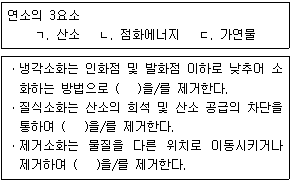 연소의 3요소
ㄱ. 산소 ㄴ. 점화에너지 ㄷ. 가연물
·냉각소화는 인화점 및 발화점 이하로 낮추어 소
화하는 방법으로 (  )을/를 제거한다.
·질식소화는 산소의 희석 및 산소 공급의 차단을
통하여 (  )을/를 제거한다.
·제거소화는 물질을 다른 위치로 이동시키거나
제거하여 (  )을/를 제거한다.